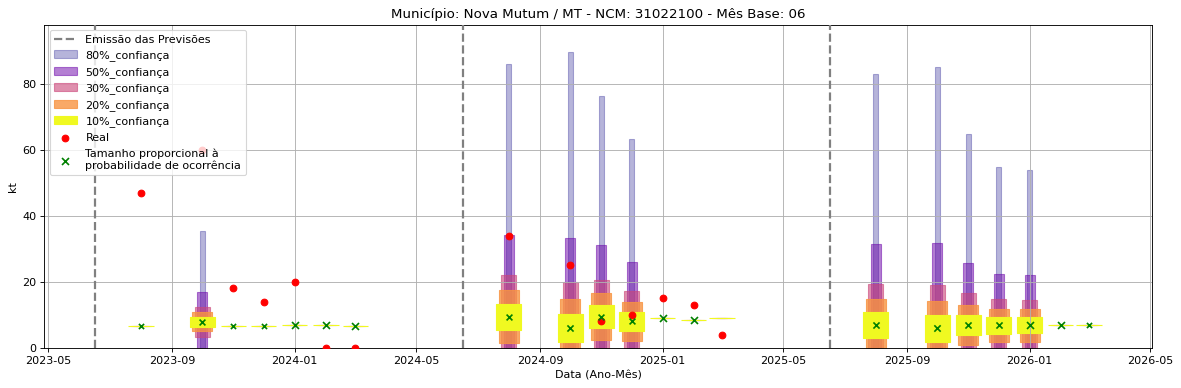 Município: Nova Mutum / MT - NCM: 31022100 - Mês Base: 06
Emissão das Previsões
80%_confiança
50%_confiança
30%_confiança
20%_confiança
10%_confiança
Real
Tamanho proporcional à
probabilidade de ocorrência
kt
80
60
40
20
0
2023-05 2023-09 2024-01 2024-05 2024-09 2025-01 2025-05 2025-09 2026-01 2026-05
Data (Ano-Mês)